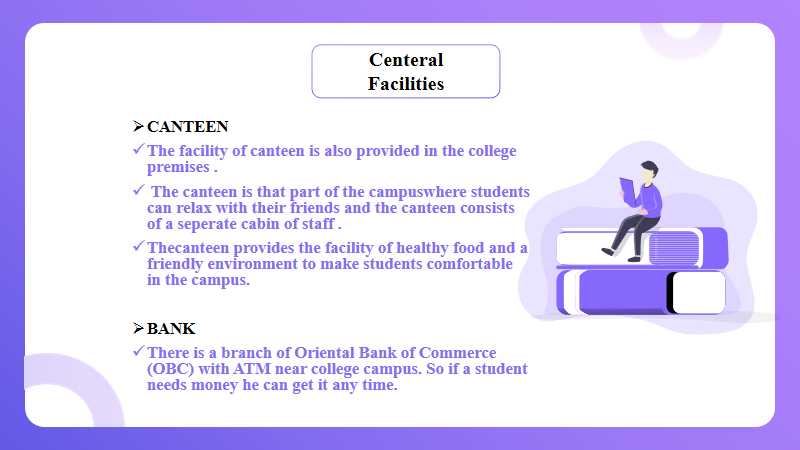 Centeral
Facilities
➢CANTEEN
✓The facility of canteen is also provided in the college
premises .
✓ The canteen is that part of the campuswhere students
can relax with their friends and the canteen consists
of a seperate cabin of staff .
✓Thecanteen provides the facility of healthy food and a
friendly environment to make students comfortable
in the campus.
➢BANK
✓There is a branch of Oriental Bank of Commerce
(OBC) with ATM near college campus. So if a student
needs money he can get it any time.